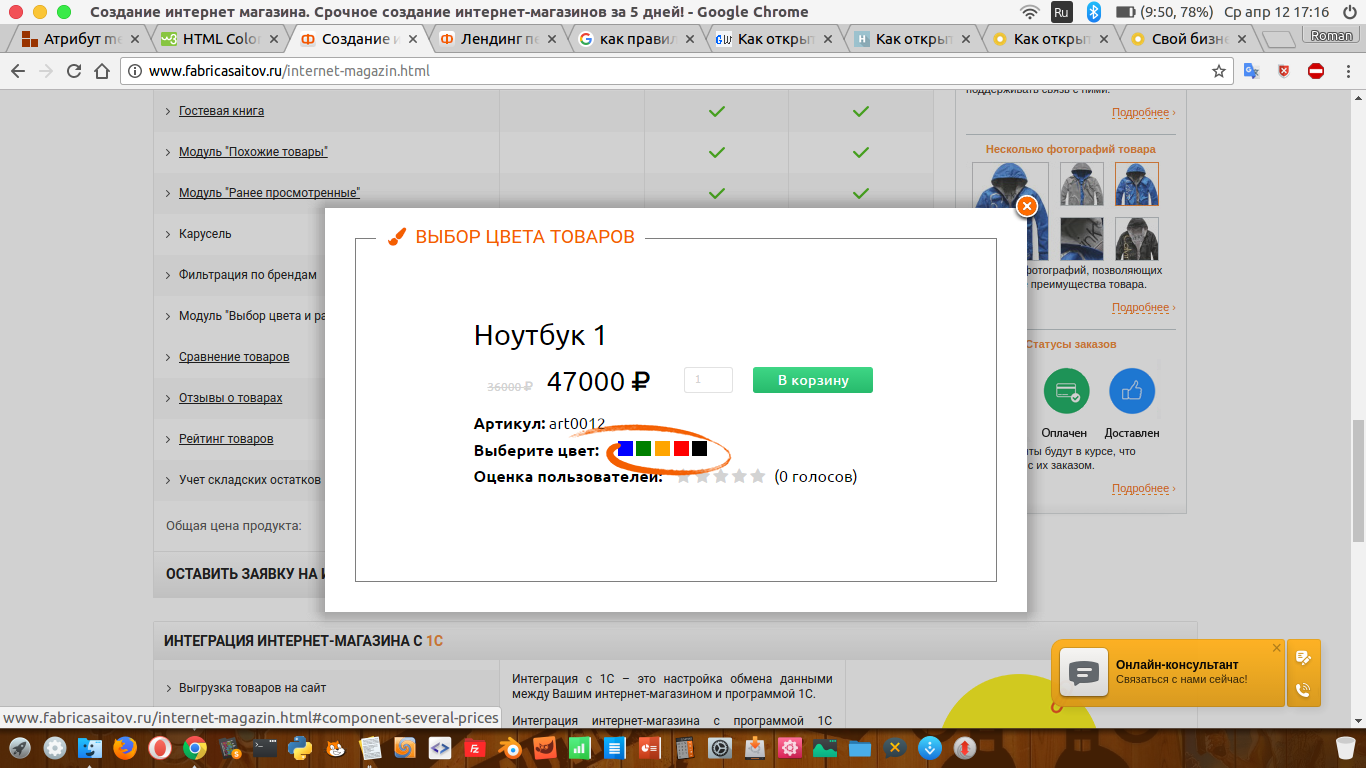 Создание интернет магазина. Срочное создание интернет-магазинов за 5 дней! - Google Chrome
Ru
(9:50, 78%)
Ср апр 12 17:16
Атрибут me
HTML Colo
Создание и
Лендинг пе
как правил
Как открыт
Как открыт
Как открыт
Свой бизне
Roman
www.fabricasaitov.ru/internet-magazin.html
поддерживать связь с ними.
Гостевая книга
Подробнее ›
Модуль "Похожие товары"
Несколько фотографий товара
Модуль "Ранее просмотренные"
Карусель
ВЫБОР ЦВЕТА ТОВАРОВ
Фильтрация по брендам
фотографий, позволяющих
преимущества товара.
Подробнее ›
Модуль "Выбор цвета и ра
Ноутбук 1
Статусы заказов
Сравнение товаров
36000 ₽
47000 ₽
1
В корзину
Отзывы о товарах
Артикул: art0012
Оплачен
Доставлен
Рейтинг товаров
Выберите цвет:
нты будут в курсе, что
с их заказом.
Учет складских остатков
Оценка пользователей:
(0 голосов)
Подробнее ›
Общая цена продукта:
ОСТАВИТЬ ЗАЯВКУ НА И
ИНТЕГРАЦИЯ ИНТЕРНЕТ-МАГАЗИНА С 1С
Онлайн-консультант
Связаться с нами сейчас!
Выгрузка товаров на сайт
Интеграция с 1С – это настройка обмена данными
между Вашим интернет-магазином и программой 1С.
Интеграция интернет-магазина с программой 1С
www.fabricasaitov.ru/internet-magazin.html#component-several-prices